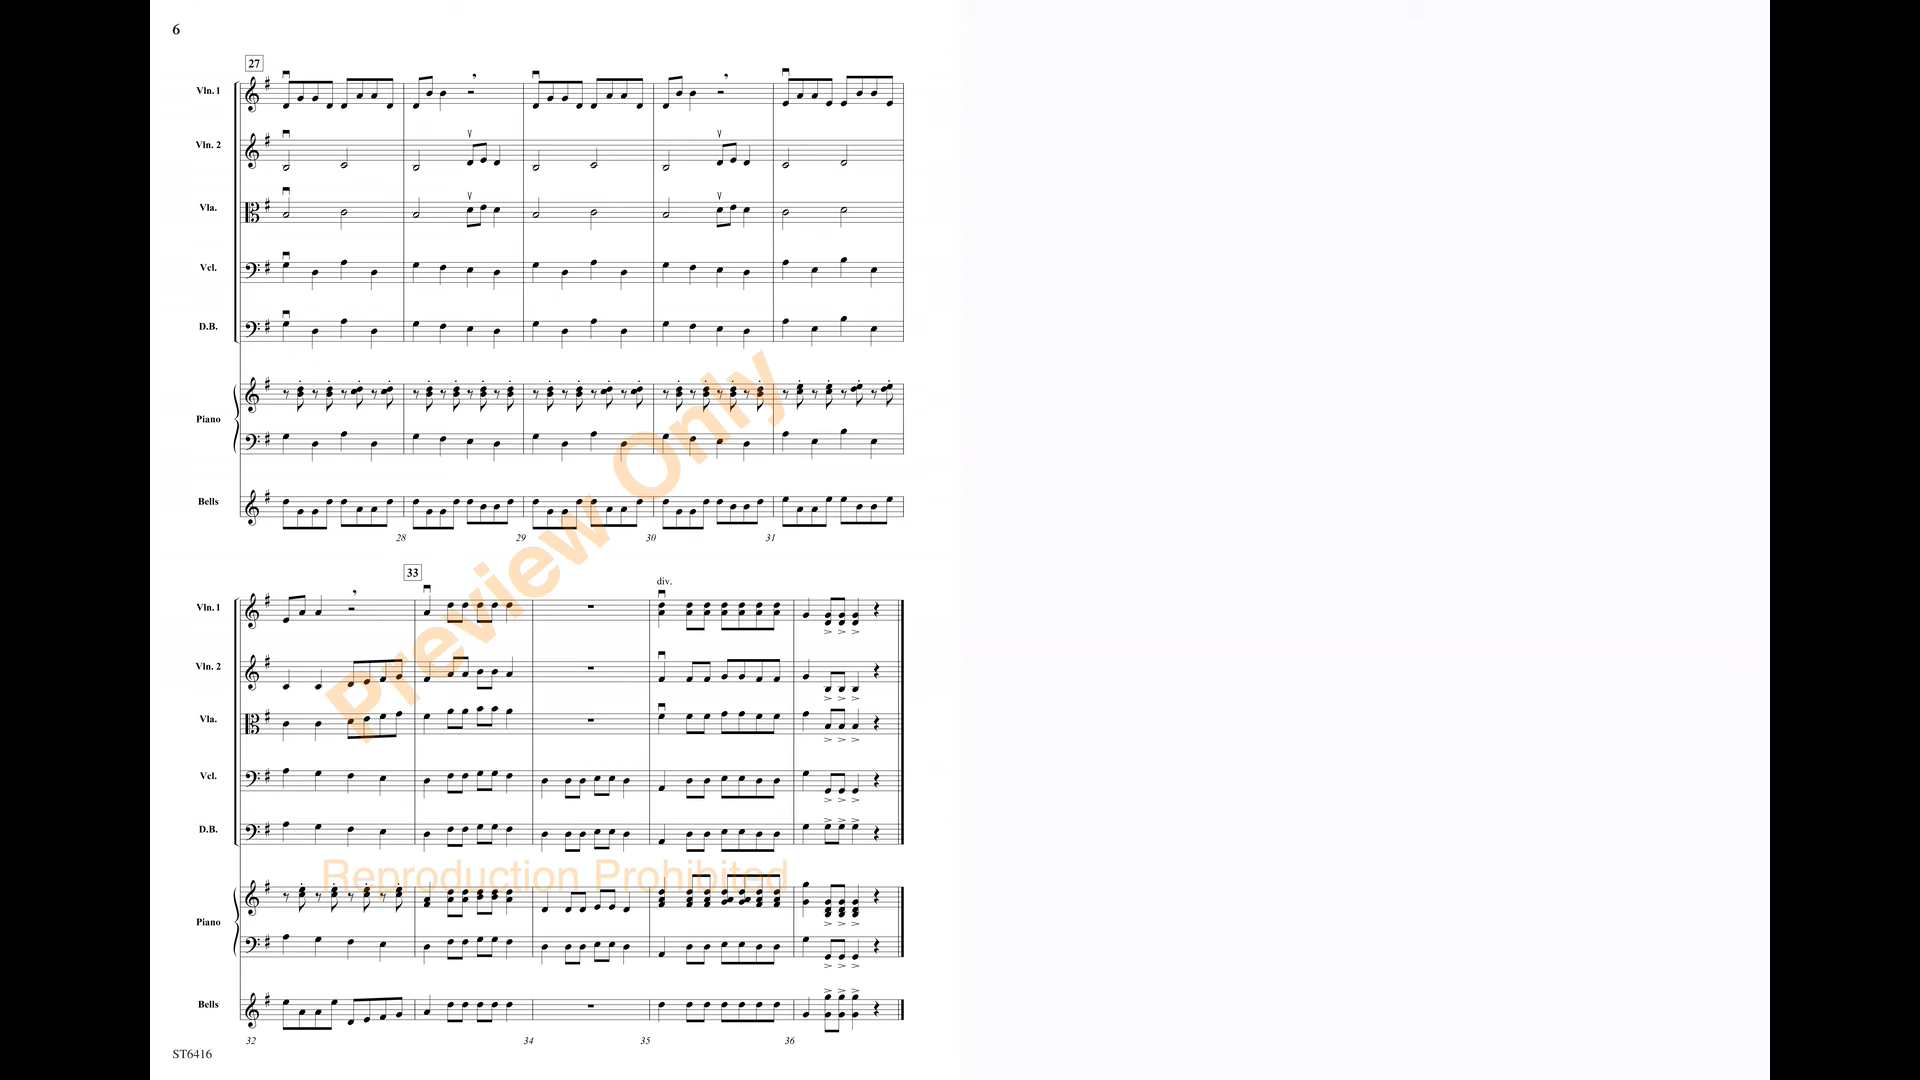 6
27
Vln. 1
Vln. 2
Vla.
Vcl.
D.B.
Piano
Bells
28 29 30 31
Preview Only
33
div.
Vln. 1
Vln. 2
Vla.
Vcl.
D.B.
Reproduction Prohibited
Piano
Bells
32 34 35 36
ST6416